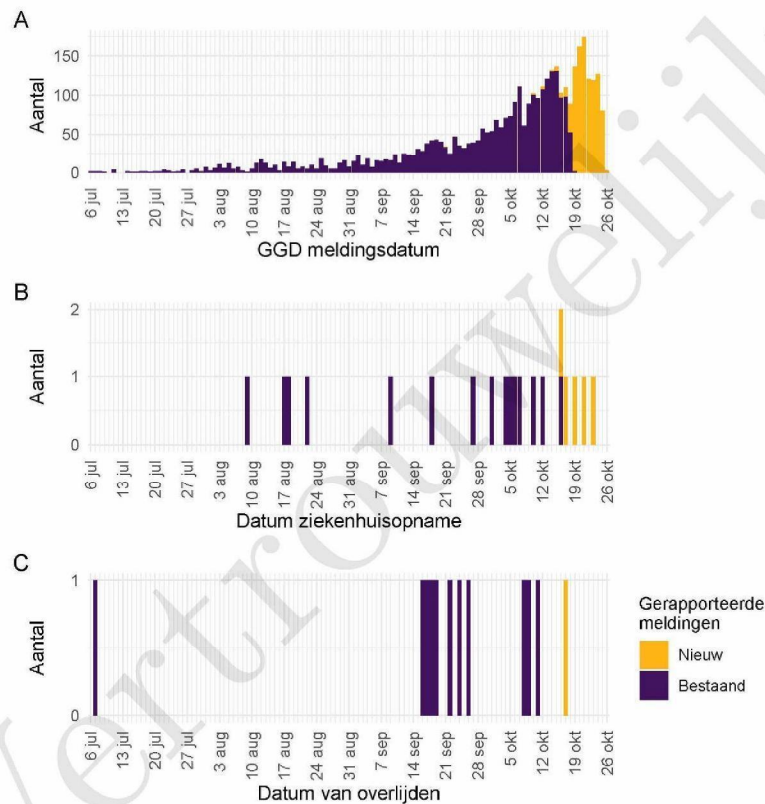 A
Aantal
150
100
50
0
6 jul
13 jul
20 jul
27 jul
3 aug
10 aug
17 aug
24 aug
31 aug
7 sep
14 sep
21 sep
28 sep
5 okt
12 okt
19 okt
26 okt
GGD meldingsdatum
B
Aantal
2
1
0
6 jul
13 jul
20 jul
27 jul
3 aug
10 aug
17 aug
24 aug
31 aug
7 sep
14 sep
21 sep
28 sep
5 okt
12 okt
19 okt
26 okt
Datum ziekenhuisopname
C
Aantal
1
0
6 jul
13 jul
20 jul
27 jul
3 aug
10 aug
17 aug
24 aug
31 aug
7 sep
14 sep
21 sep
28 sep
5 okt
12 okt
19 okt
26 okt
Datum van overlijden
Gerapporteerde
meldingen
Nieuw
Bestaand